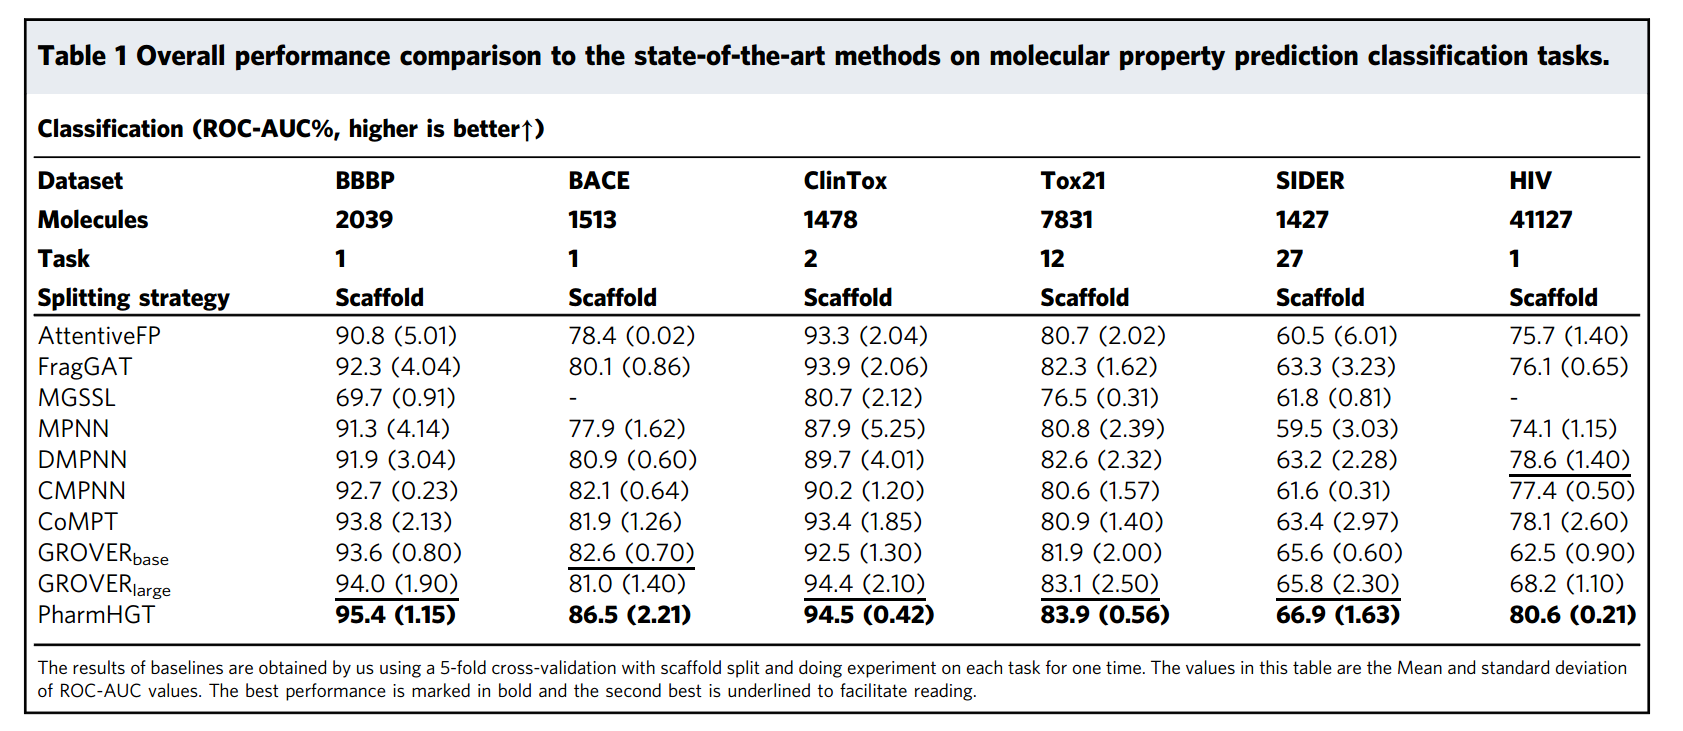 Table 1 Overall performance comparison to the state-of-the-art methods on molecular property prediction classification tasks.
Classification (ROC-AUC%, higher is better↑)
Dataset BBBP BACE ClinTox Tox21 SIDER HIV
Molecules 2039 1513 1478 7831 1427 41127
Task 1 1 2 12 27 1
Splitting strategy Scaffold Scaffold Scaffold Scaffold Scaffold Scaffold
AttentiveFP 90.8 (5.01) 78.4 (0.02) 93.3 (2.04) 80.7 (2.02) 60.5 (6.01) 75.7 (1.40)
FragGAT 92.3 (4.04) 80.1 (0.86) 93.9 (2.06) 82.3 (1.62) 63.3 (3.23) 76.1 (0.65)
MGSSL 69.7 (0.91) - 80.7 (2.12) 76.5 (0.31) 61.8 (0.81) -
MPNN 91.3 (4.14) 77.9 (1.62) 87.9 (5.25) 80.8 (2.39) 59.5 (3.03) 74.1 (1.15)
DMPNN 91.9 (3.04) 80.9 (0.60) 89.7 (4.01) 82.6 (2.32) 63.2 (2.28) 78.6 (1.40)
CMPNN 92.7 (0.23) 82.1 (0.64) 90.2 (1.20) 80.6 (1.57) 61.6 (0.31) 77.4 (0.50)
CoMPT 93.8 (2.13) 81.9 (1.26) 93.4 (1.85) 80.9 (1.40) 63.4 (2.97) 78.1 (2.60)
GROVERbase 93.6 (0.80) 82.6 (0.70) 92.5 (1.30) 81.9 (2.00) 65.6 (0.60) 62.5 (0.90)
GROVERlarge 94.0 (1.90) 81.0 (1.40) 94.4 (2.10) 83.1 (2.50) 65.8 (2.30) 68.2 (1.10)
PharmHGT 95.4 (1.15) 86.5 (2.21) 94.5 (0.42) 83.9 (0.56) 66.9 (1.63) 80.6 (0.21)
The results of baselines are obtained by us using a 5-fold cross-validation with scaffold split and doing experiment on each task for one time. The values in this table are the Mean and standard deviation
of ROC-AUC values. The best performance is marked in bold and the second best is underlined to facilitate reading.